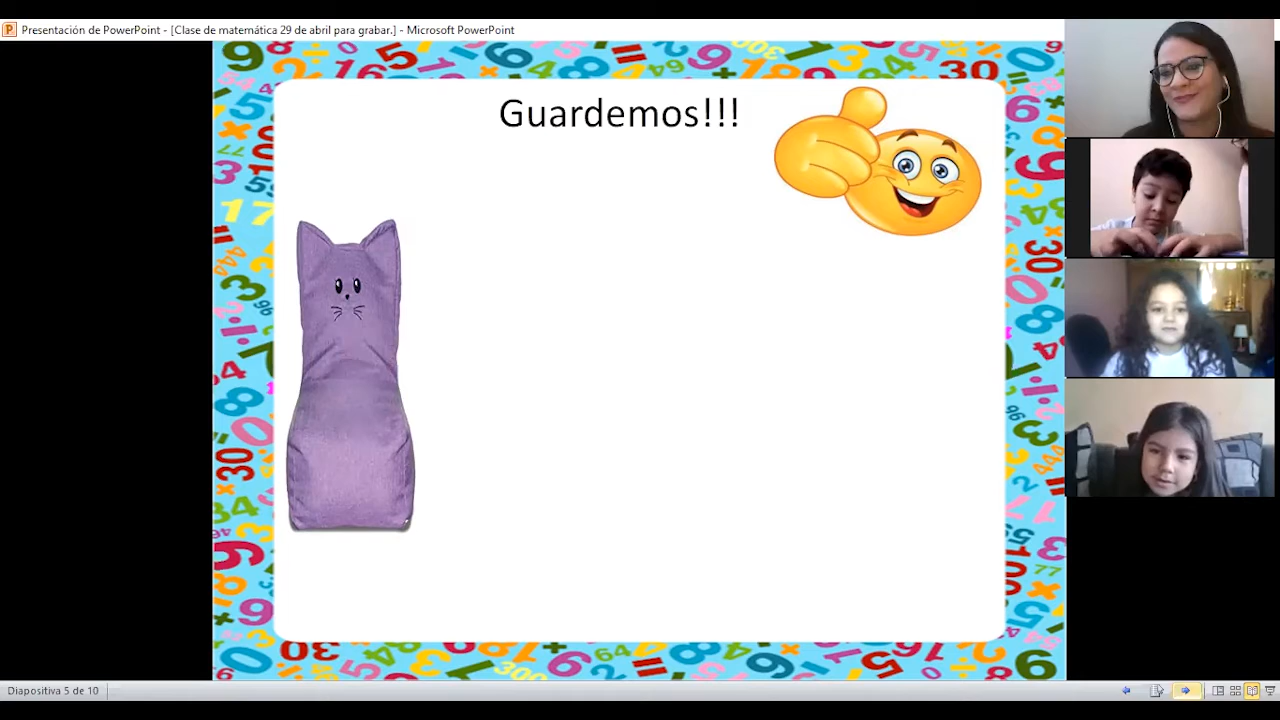 Presentación de PowerPoint - [Clase de matemática 29 de abril para grabar.] - Microsoft PowerPoint
Guardemos!!!
Diapositiva 5 de 10